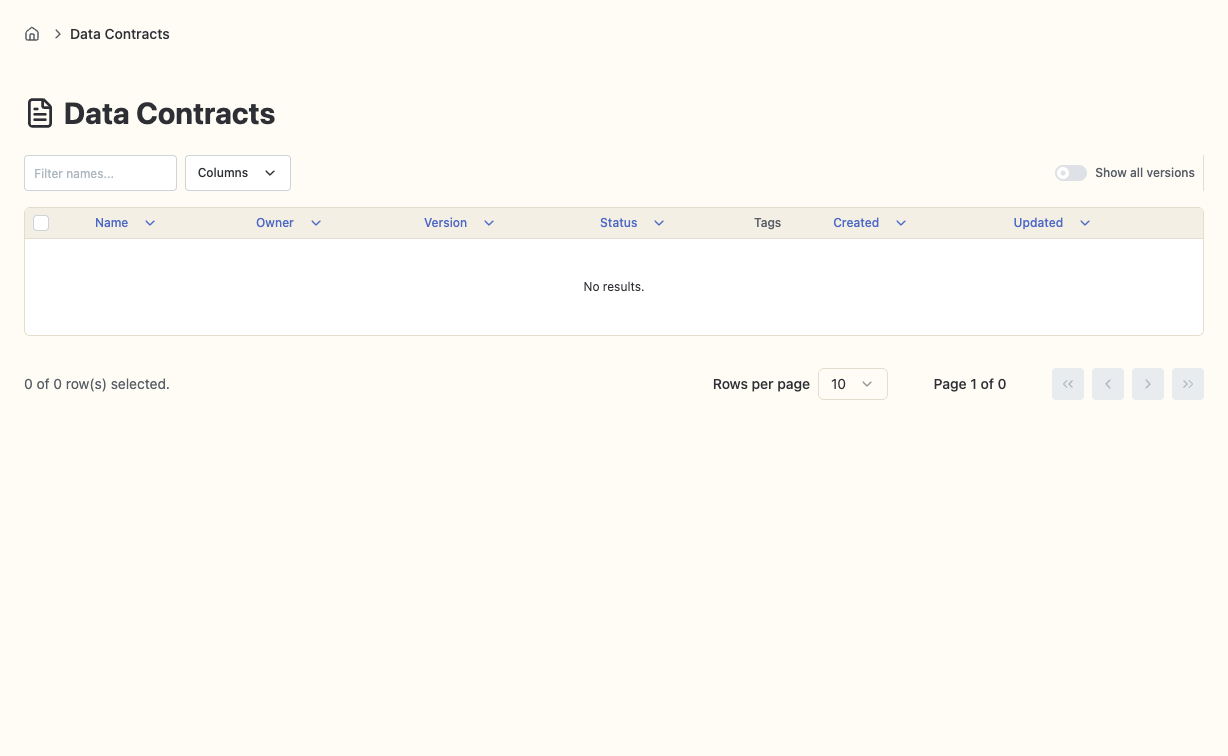 Data Contracts
Data Contracts
Filter names... Columns Show all versions
Name Owner Version Status Tags Created Updated
No results.
0 of 0 row(s) selected. Rows per page 10 Page 1 of 0